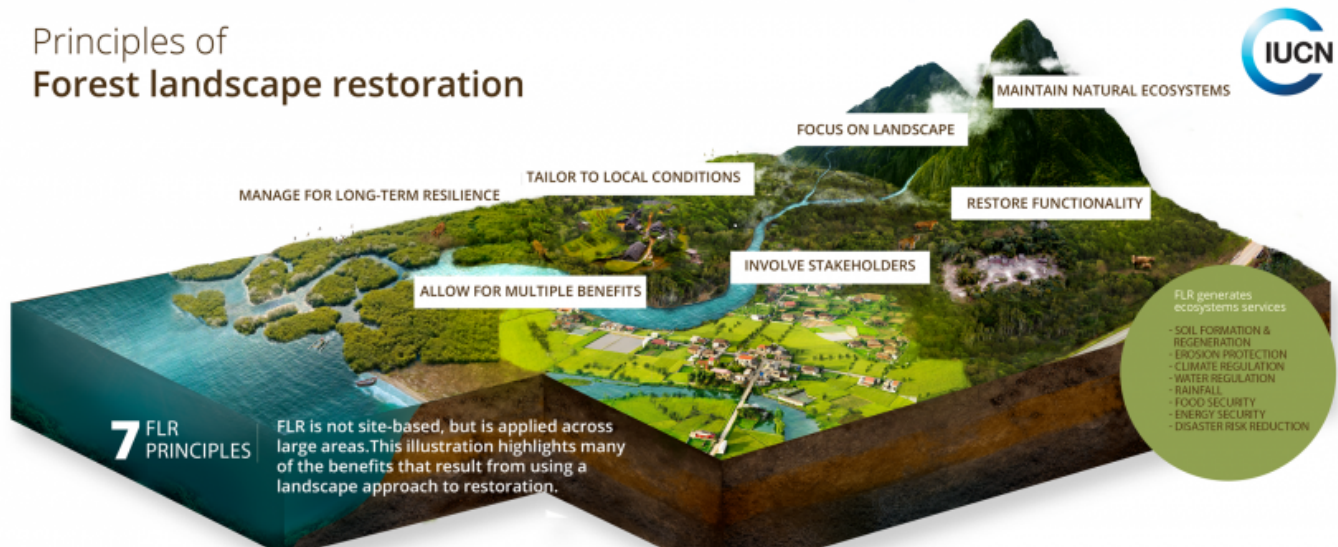 Principles of
Forest landscape restoration
IUCN
MAINTAIN NATURAL ECOSYSTEMS
FOCUS ON LANDSCAPE
TAILOR TO LOCAL CONDITIONS
MANAGE FOR LONG-TERM RESILIENCE
RESTORE FUNCTIONALITY
INVOLVE STAKEHOLDERS
ALLOW FOR MULTIPLE BENEFITS
FLR generates
ecosystems services
- SOIL FORMATION &
REGENERATION
- EROSION PROTECTION
- CLIMATE REGULATION
- WATER REGULATION
- RAINFALL
- FOOD SECURITY
- ENERGY SECURITY
- DISASTER RISK REDUCTION
7 FLR
PRINCIPLES
FLR is not site-based, but is applied across
large areas.This illustration highlights many
of the benefits that result from using a
landscape approach to restoration.